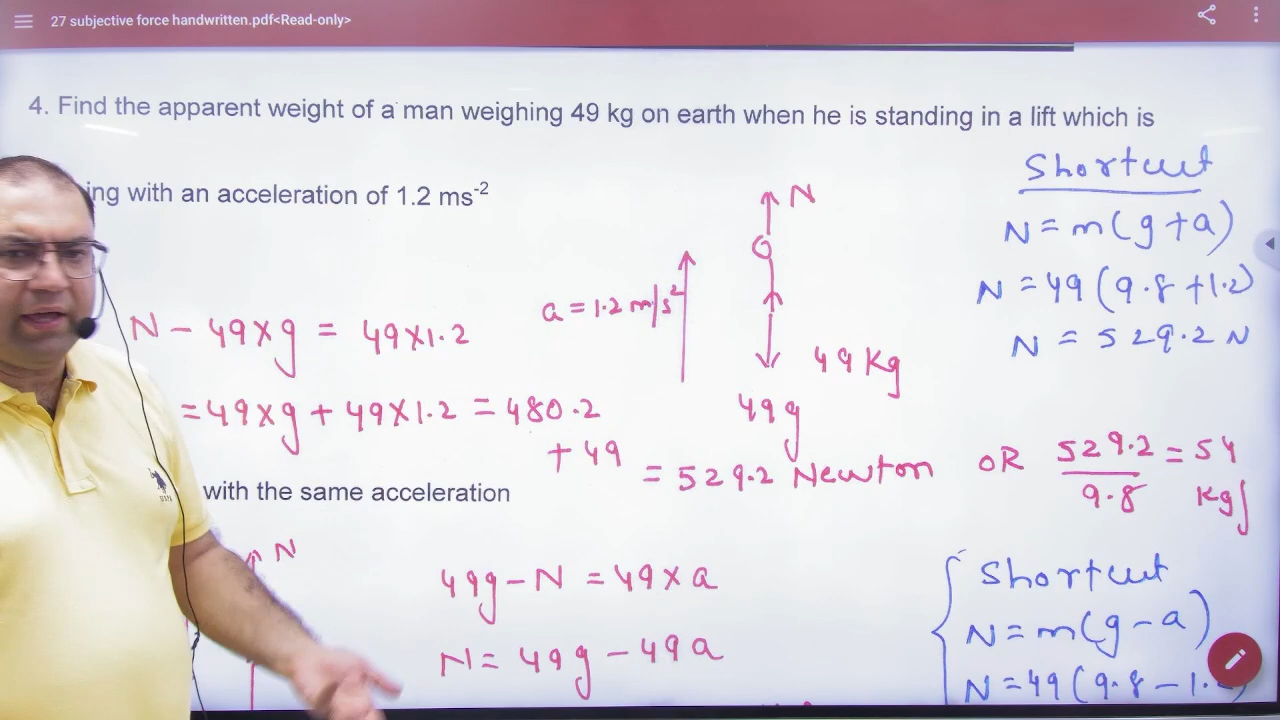 27 subjective force handwritten.pdf<Read-only>
4. Find the apparent weight of a man weighing 49 kg on earth when he is standing in a lift which is
ing with an acceleration of 1.2 ms-2
Shortcut
N = m(g+a)
N = 49(9.8+1.2)
N = 529.2 N
N
a = 1.2 m/s2
49 Kg
49g
N - 49×g = 49×1.2
= 49×g + 49×1.2 = 480.2
+ 49
= 529.2 Newton OR 529.2/9.8 = 54
Kgf
with the same acceleration
N
49g - N = 49×a
N = 49g - 49a
Shortcut
N = m(g-a)
N = 49(9.8 - 1.